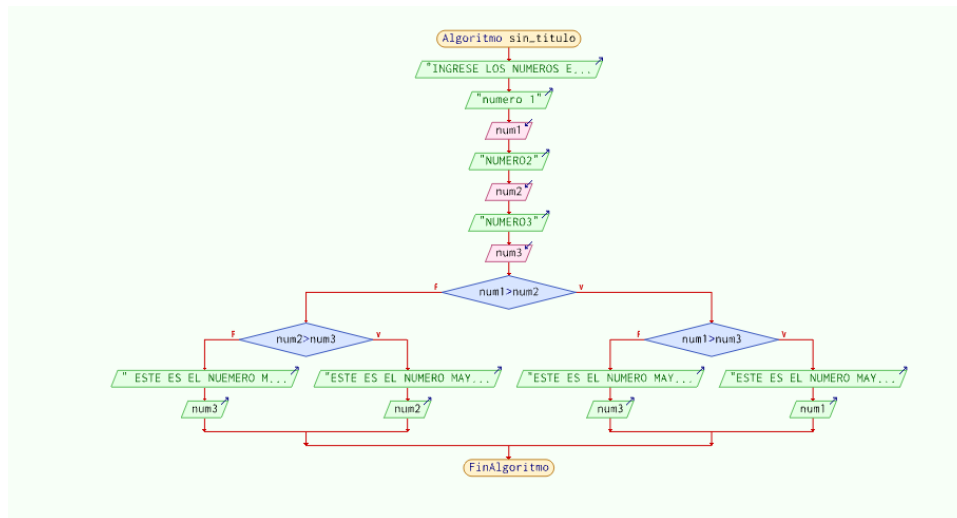 Algoritmo sin_titulo
"INGRESE LOS NUMEROS E...
"numero 1"
num1
"NUMERO2"
num2
"NUMERO3"
num3
num1>num2
F
V
num2>num3
F
V
num1>num3
F
V
" ESTE ES EL NUEMERO M...
"ESTE ES EL NUMERO MAY...
"ESTE ES EL NUMERO MAY...
"ESTE ES EL NUMERO MAY...
num3
num2
num3
num1
FinAlgoritmo